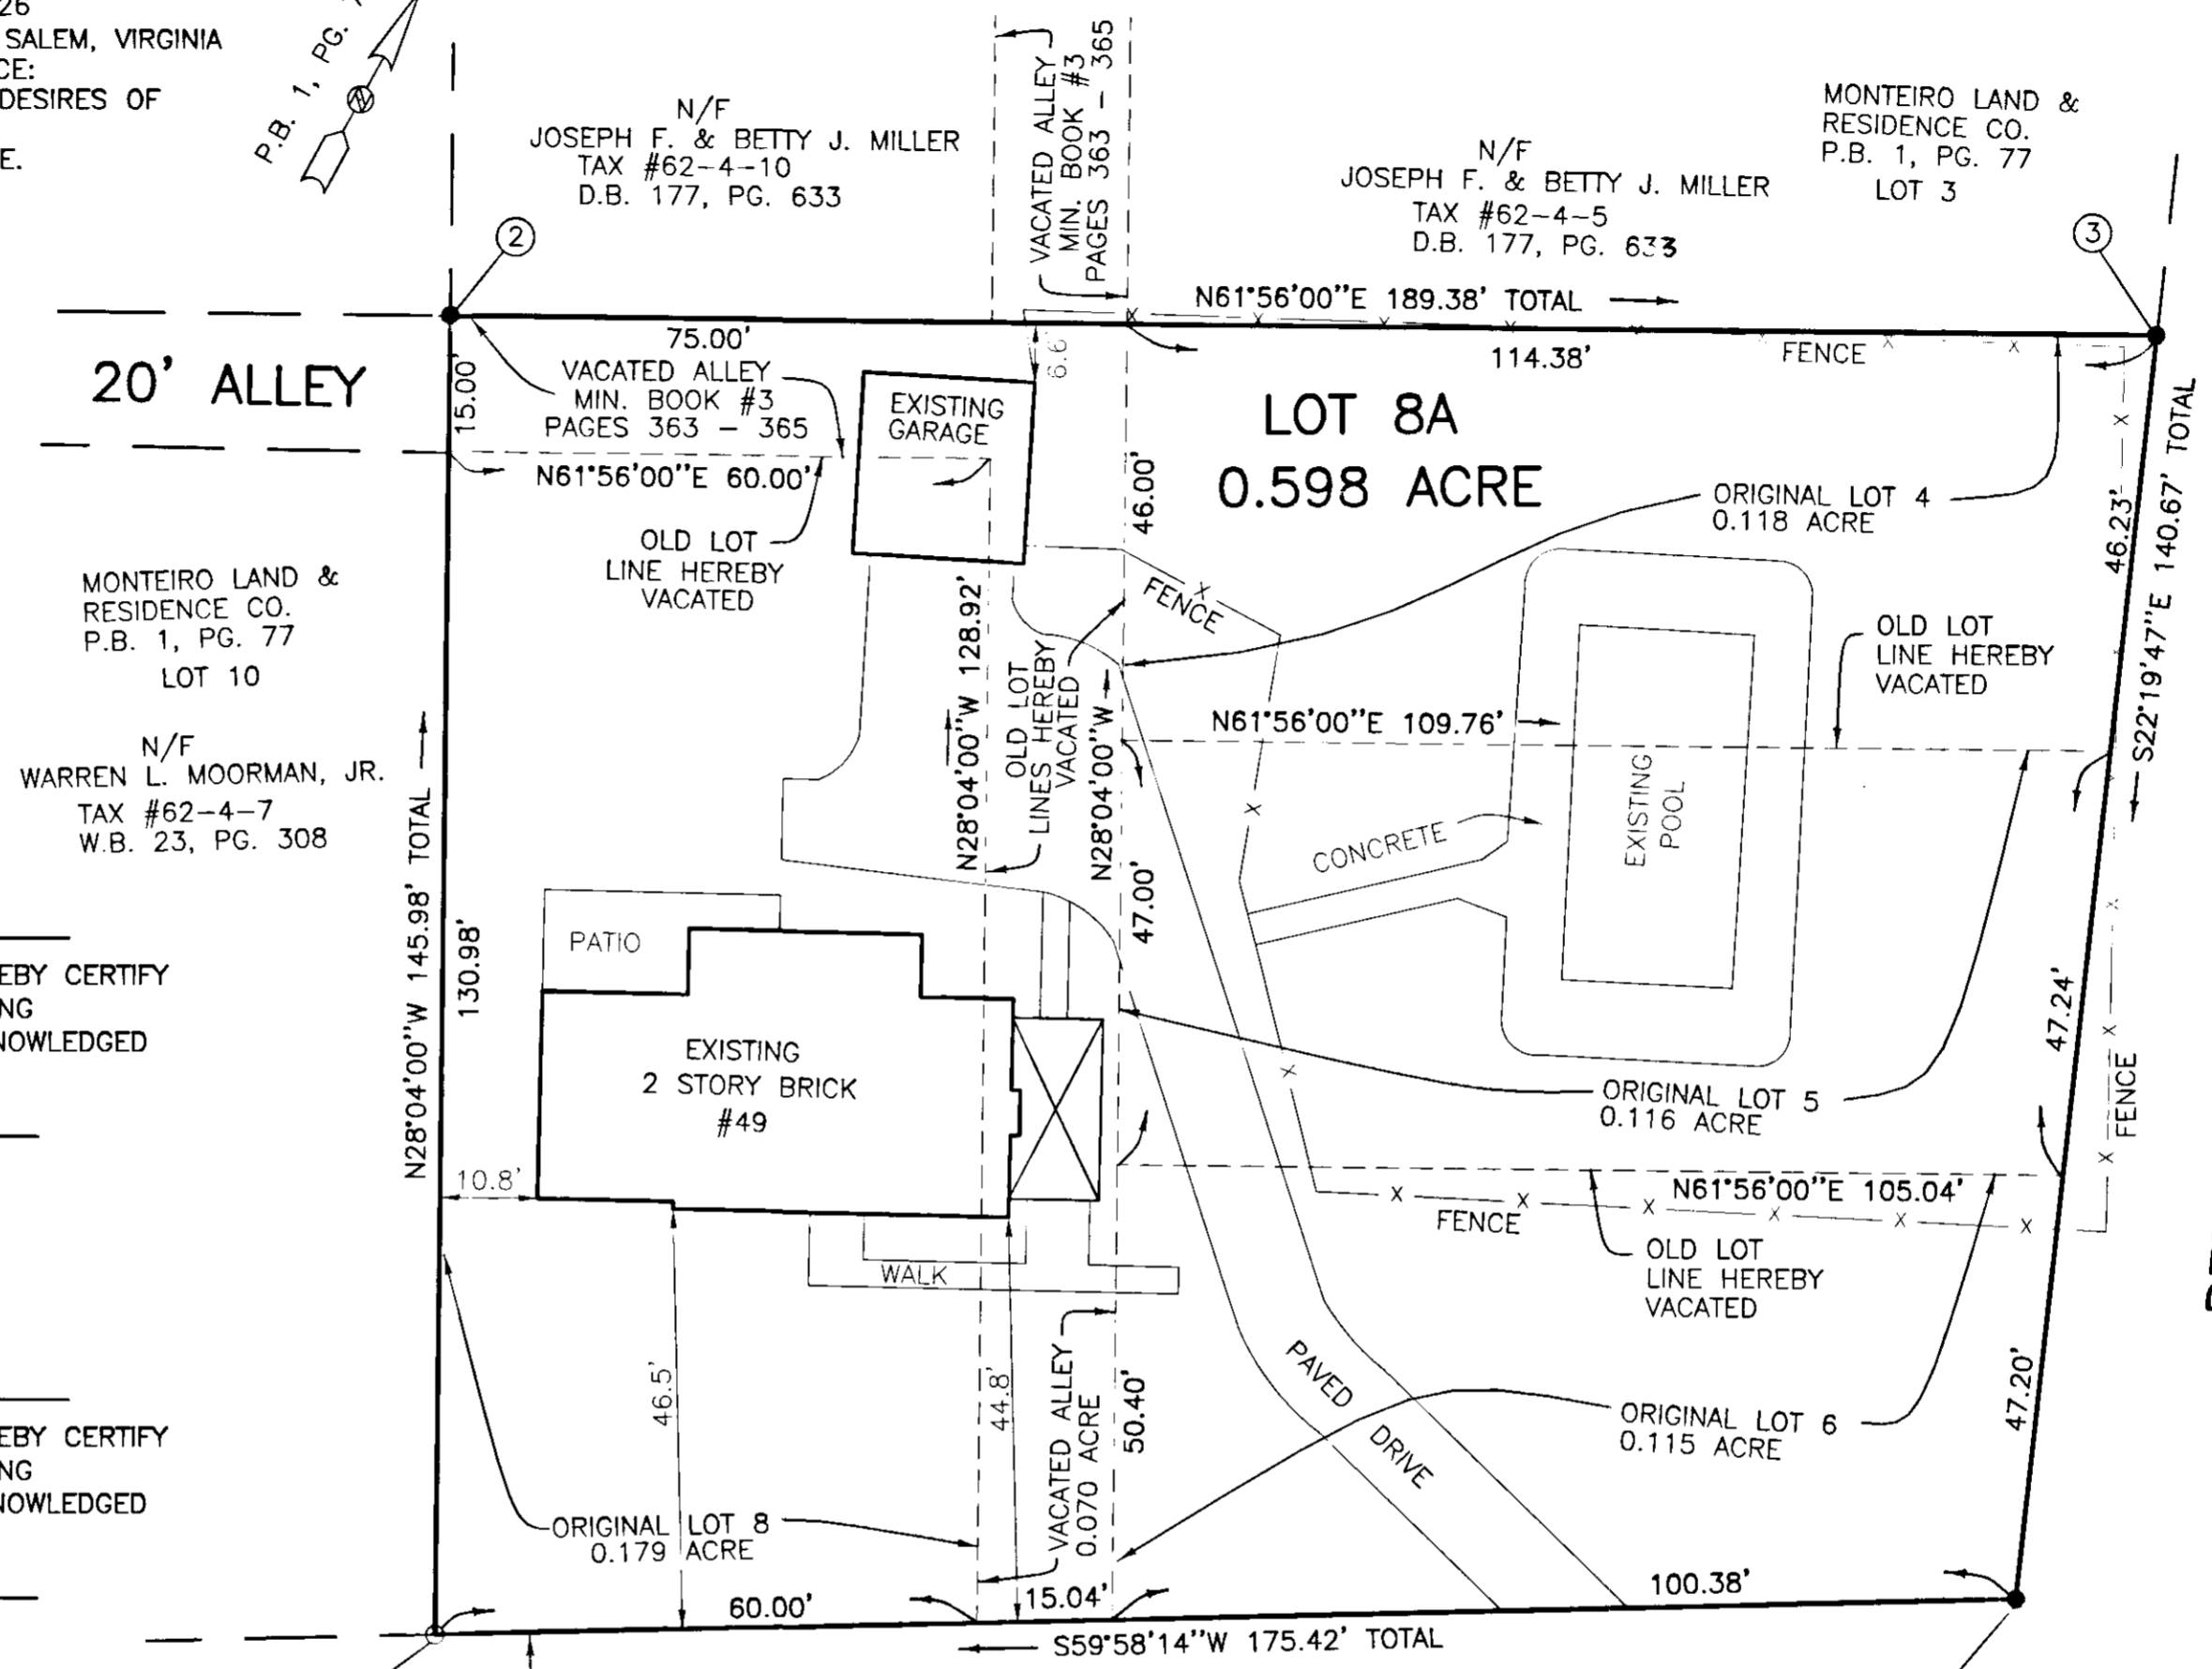 26
SALEM, VIRGINIA
CE:
DESIRES OF
E.
P.B. 1, PG.
N
N/F
JOSEPH F. & BETTY J. MILLER
TAX #62-4-10
D.B. 177, PG. 633
VACATED ALLEY
MIN. BOOK #3
PAGES 363 - 365
N/F
JOSEPH F. & BETTY J. MILLER
TAX #62-4-5
D.B. 177, PG. 633
MONTEIRO LAND &
RESIDENCE CO.
P.B. 1, PG. 77
LOT 3
2
3
N61°56'00"E 189.38' TOTAL
75.00'
114.38'
FENCE
6.6'
15.00'
20' ALLEY
VACATED ALLEY
MIN. BOOK #3
PAGES 363 - 365
EXISTING
GARAGE
LOT 8A
0.598 ACRE
46.00'
N61°56'00"E 60.00'
OLD LOT
LINE HEREBY
VACATED
ORIGINAL LOT 4
0.118 ACRE
46.23'
S22°19'47"E 140.67' TOTAL
MONTEIRO LAND &
RESIDENCE CO.
P.B. 1, PG. 77
LOT 10
N/F
WARREN L. MOORMAN, JR.
TAX #62-4-7
W.B. 23, PG. 308
FENCE
N28°04'00"W 128.92'
OLD LOT
LINES HEREBY
VACATED
N28°04'00"W
OLD LOT
LINE HEREBY
VACATED
N61°56'00"E 109.76'
EXISTING
POOL
CONCRETE
47.00'
N28°04'00"W 145.98' TOTAL
130.98'
PATIO
EXISTING
2 STORY BRICK
#49
47.24'
FENCE
ORIGINAL LOT 5
0.116 ACRE
EBY CERTIFY
NG
NOWLEDGED
10.8'
N61°56'00"E 105.04'
FENCE
OLD LOT
LINE HEREBY
VACATED
WALK
46.5'
44.8'
VACATED ALLEY
0.070 ACRE
50.40'
PAVED
DRIVE
47.20'
ORIGINAL LOT 6
0.115 ACRE
EBY CERTIFY
NG
NOWLEDGED
ORIGINAL LOT 8
0.179 ACRE
60.00'
15.04'
100.38'
S59°58'14"W 175.42' TOTAL